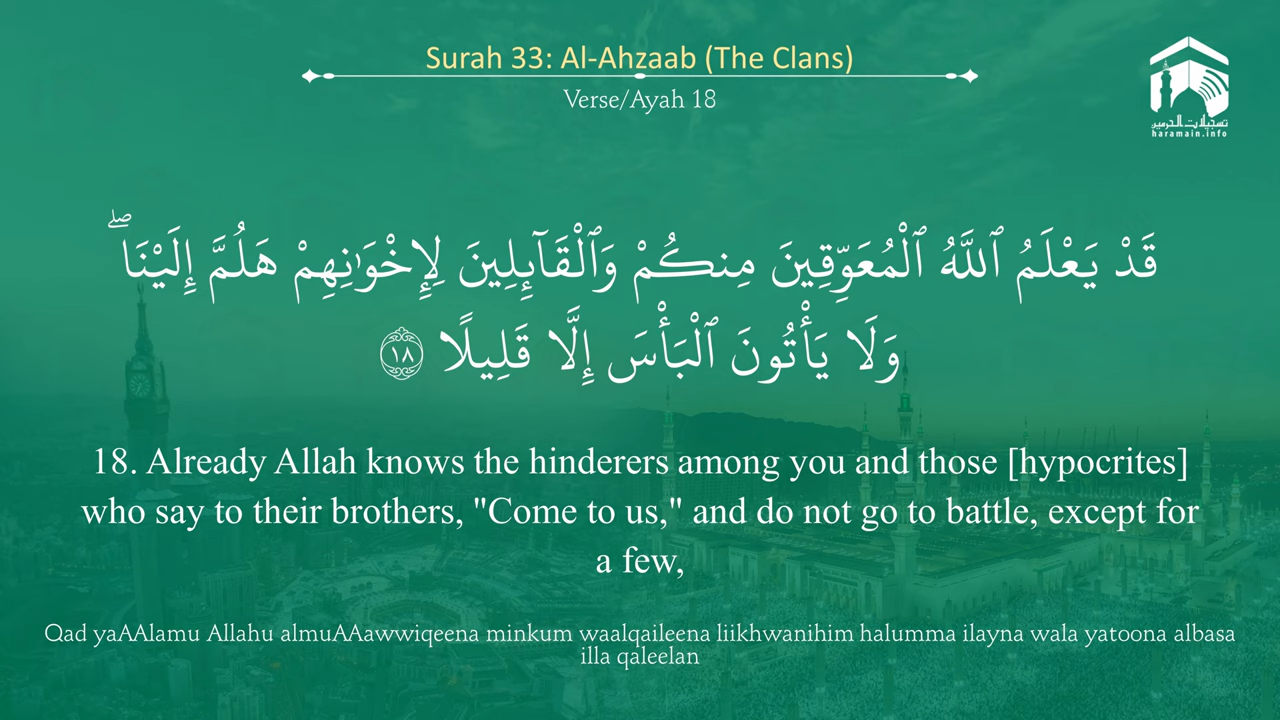 Surah 33: Al-Ahzaab (The Clans)
Verse/Ayah 18
تسجيلات الحرمين
haramain.info
قَدْ يَعْلَمُ ٱللَّهُ ٱلْمُعَوِّقِينَ مِنكُمْ وَٱلْقَآئِلِينَ لِإِخْوَٰنِهِمْ هَلُمَّ إِلَيْنَا ۖ
وَلَا يَأْتُونَ ٱلْبَأْسَ إِلَّا قَلِيلًا ١٨
18. Already Allah knows the hinderers among you and those [hypocrites]
who say to their brothers, "Come to us," and do not go to battle, except for
a few,
Qad yaAAlamu Allahu almuAAawwiqeena minkum waalqaileena liikhwanihim halumma ilayna wala yatoona albasa
illa qaleelan